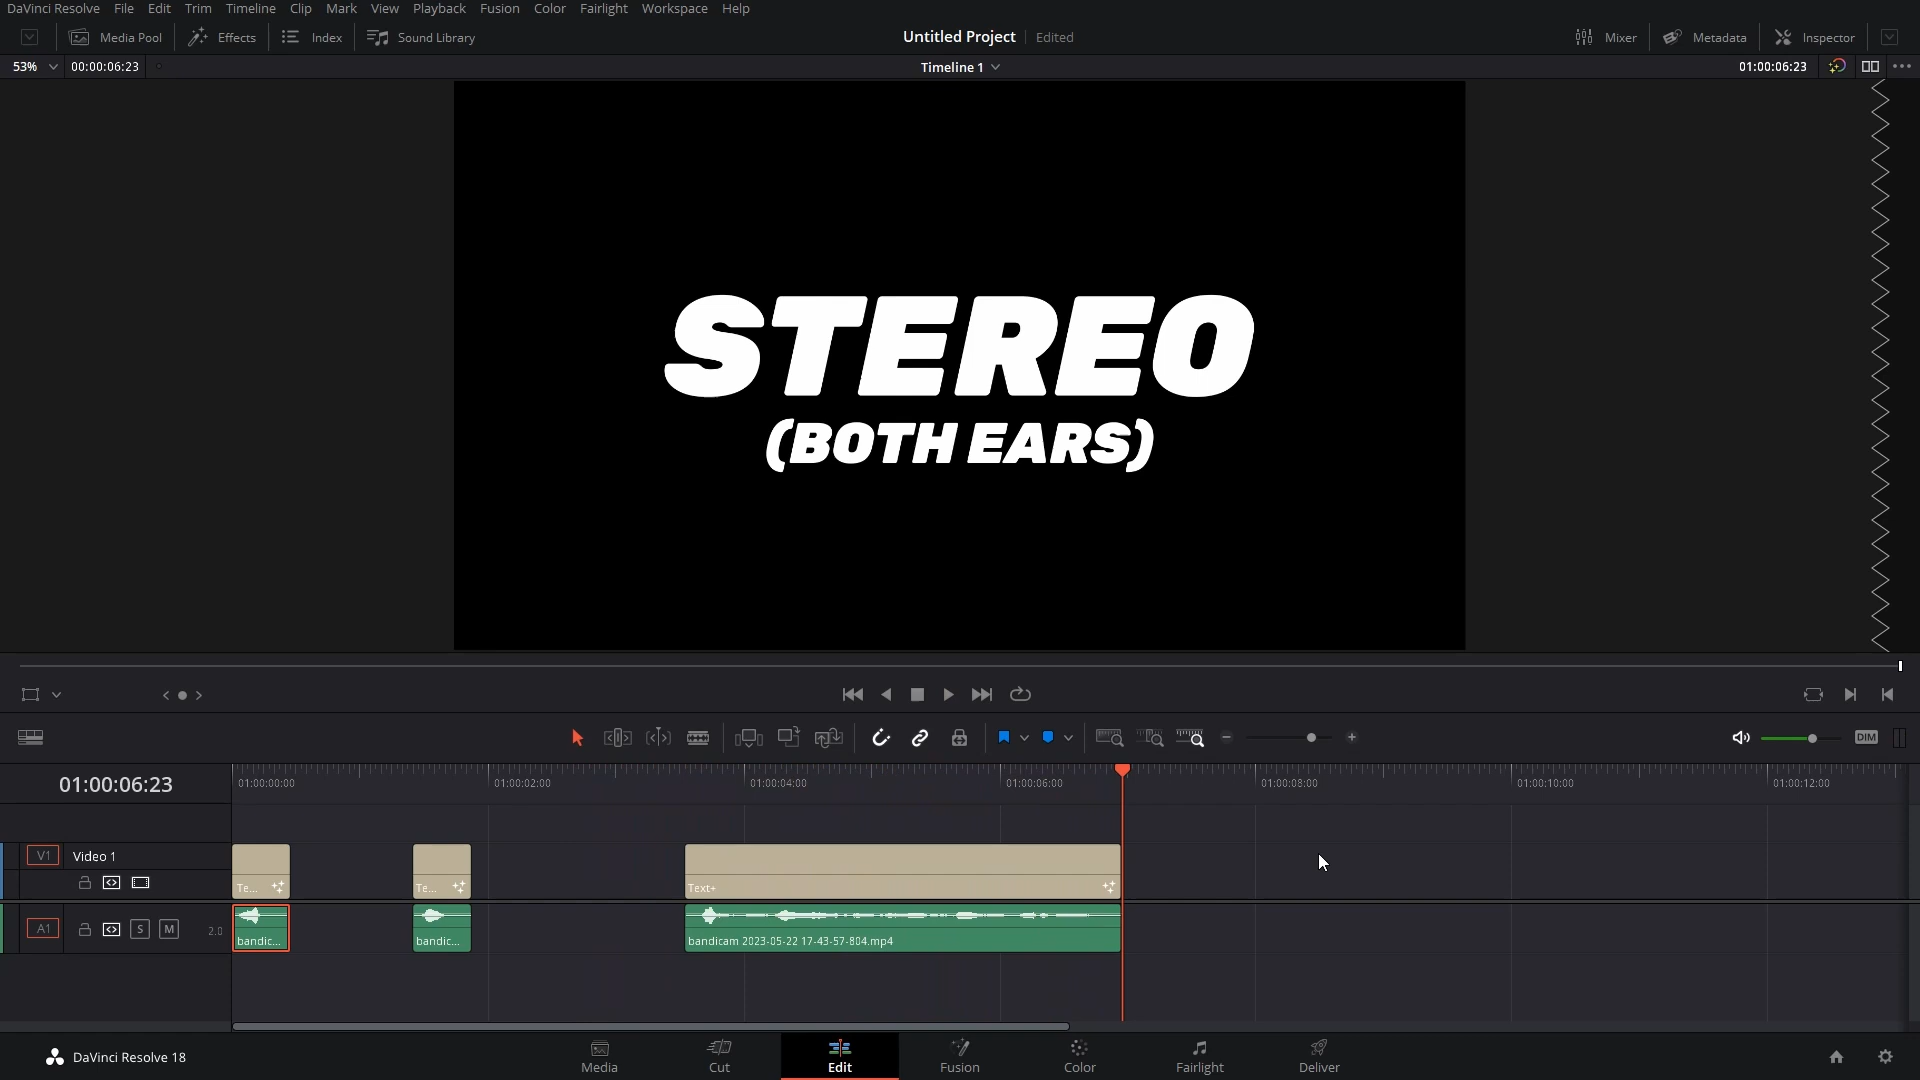 DaVinci Resolve File Edit Trim Timeline Clip Mark View Playback Fusion Color Fairlight Workspace Help
Media Pool Effects Index Sound Library Untitled Project Edited Mixer Metadata Inspector
53% 00:00:06:23 Timeline 1 01:00:06:23
STEREO
(BOTH EARS)
DIM
01:00:06:23 01:00:00:00 01:00:02:00 01:00:04:00 01:00:06:00 01:00:08:00 01:00:10:00 01:00:12:00
V1 Video 1
Te... Te... Text+
A1 S M 2.0
bandic... bandic... bandicam 2023-05-22 17-43-57-804.mp4
DaVinci Resolve 18 Media Cut Edit Fusion Color Fairlight Deliver